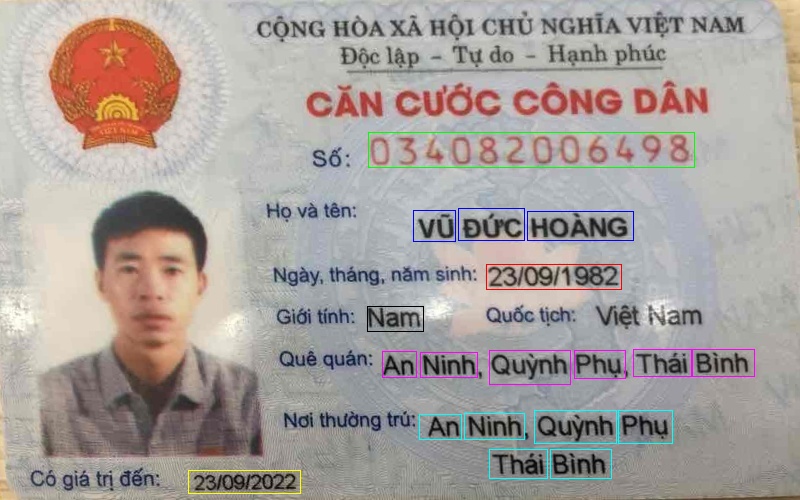 CỘNG HÒA XÃ HỘI CHỦ NGHĨA VIỆT NAM
Độc lập – Tự do – Hạnh phúc
CĂN CƯỚC CÔNG DÂN
Số: 034082006498
Họ và tên: VŨ ĐỨC HOÀNG
Ngày, tháng, năm sinh: 23/09/1982
Giới tính: Nam Quốc tịch: Việt Nam
Quê quán: An Ninh, Quỳnh Phụ, Thái Bình
Nơi thường trú: An Ninh, Quỳnh Phụ
Thái Bình
Có giá trị đến: 23/09/2022